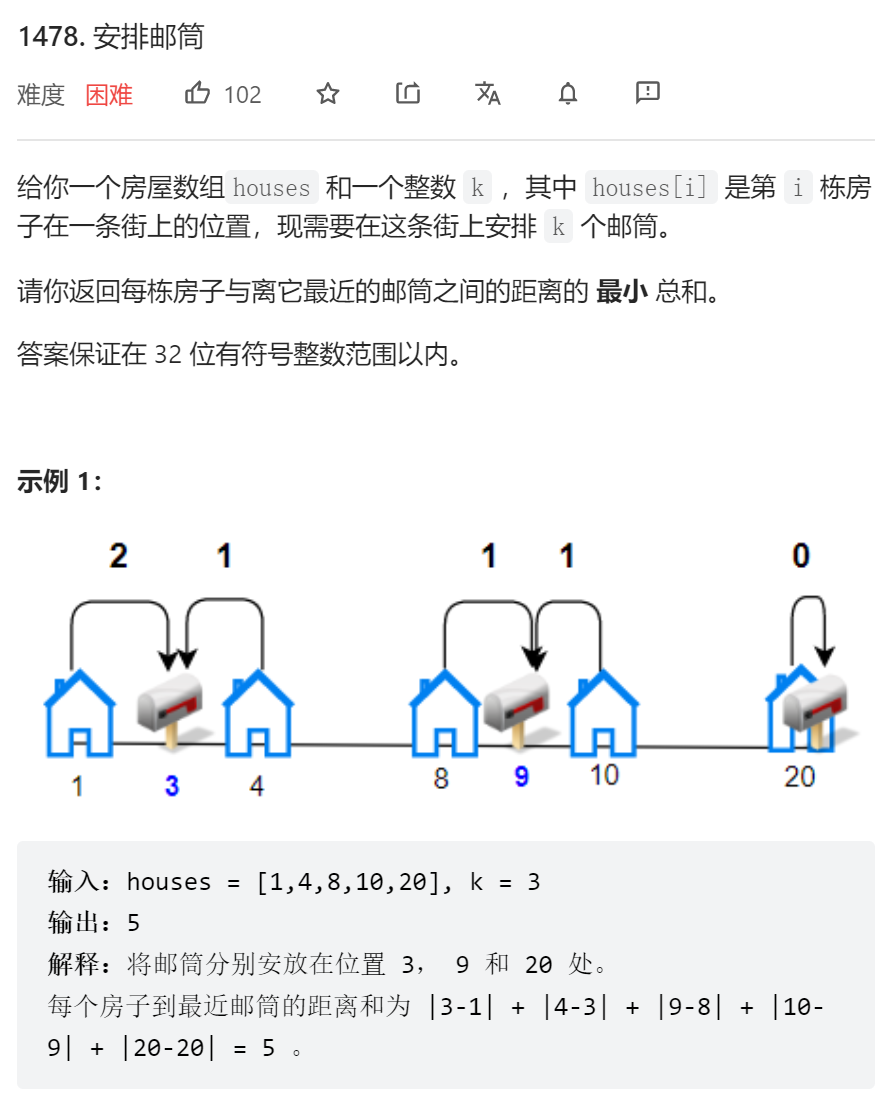 1478. 安排邮筒
难度 困难 102
给你一个房屋数组houses 和一个整数 k ，其中 houses[i] 是第 i 栋房
子在一条街上的位置，现需要在这条街上安排 k 个邮筒。
请你返回每栋房子与离它最近的邮筒之间的距离的 最小 总和。
答案保证在 32 位有符号整数范围以内。
示例 1：
2 1 1 1 0
1 3 4 8 9 10 20
输入：houses = [1,4,8,10,20], k = 3
输出：5
解释：将邮筒分别安放在位置 3， 9 和 20 处。
每个房子到最近邮筒的距离和为 |3-1| + |4-3| + |9-8| + |10-
9| + |20-20| = 5 。